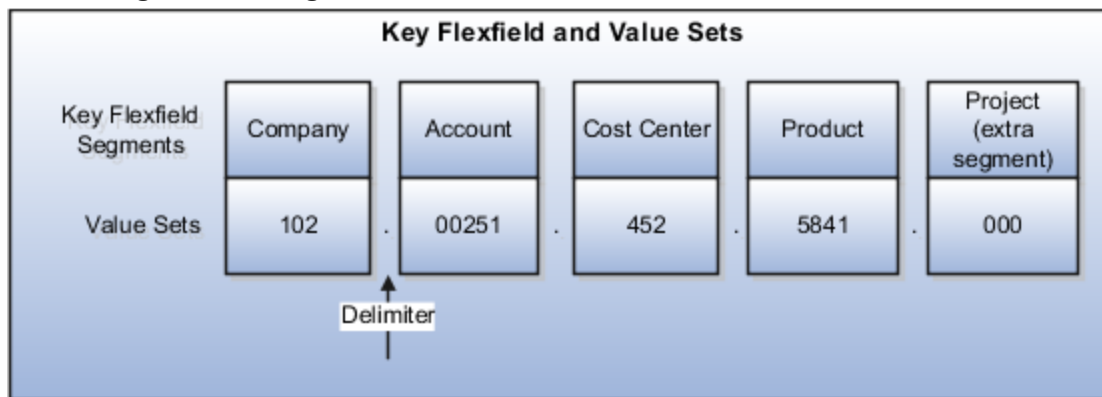 Key Flexfield and Value Sets
Key Flexfield
Segments
Company
Account
Cost Center
Product
Project
(extra
segment)
Value Sets
102 . 00251 . 452 . 5841 . 000
Delimiter